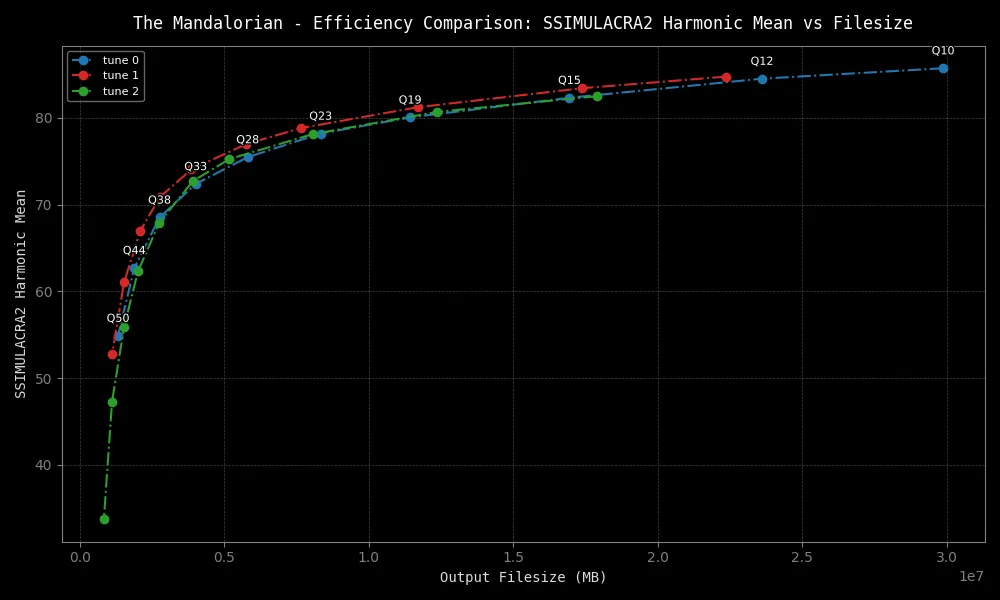 The Mandalorian - Efficiency Comparison: SSIMULACRA2 Harmonic Mean vs Filesize
tune 0
tune 1
tune 2
Q10
Q12
Q15
Q19
Q23
Q28
Q33
Q38
Q44
Q50
80
70
60
50
40
SSIMULACRA2 Harmonic Mean
0.0 0.5 1.0 1.5 2.0 2.5 3.0
1e7
Output Filesize (MB)